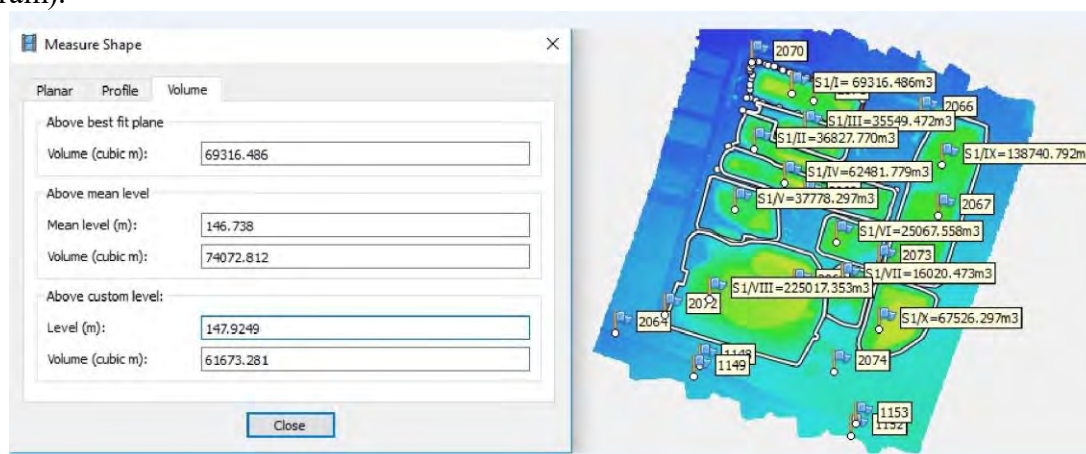 ram).
Measure Shape
Planar Profile Volume
Above best fit plane
Volume (cubic m): 69316.486
Above mean level
Mean level (m): 146.738
Volume (cubic m): 74072.812
Above custom level:
Level (m): 147.9249
Volume (cubic m): 61673.281
Close
2070
S1/I= 69316.486m3
2066
S1/III=35549.472m3
S1/II=36827.770m3
S1/IX=138740.792m
S1/IV=62481.779m3
S1/V=37778.297m3
2067
S1/VI=25067.558m3
2073
S1/VII=16020.473m3
S1/VIII=225017.353m3
2072
2064
S1/X=67526.297m3
1148
1149
2074
1153
1152